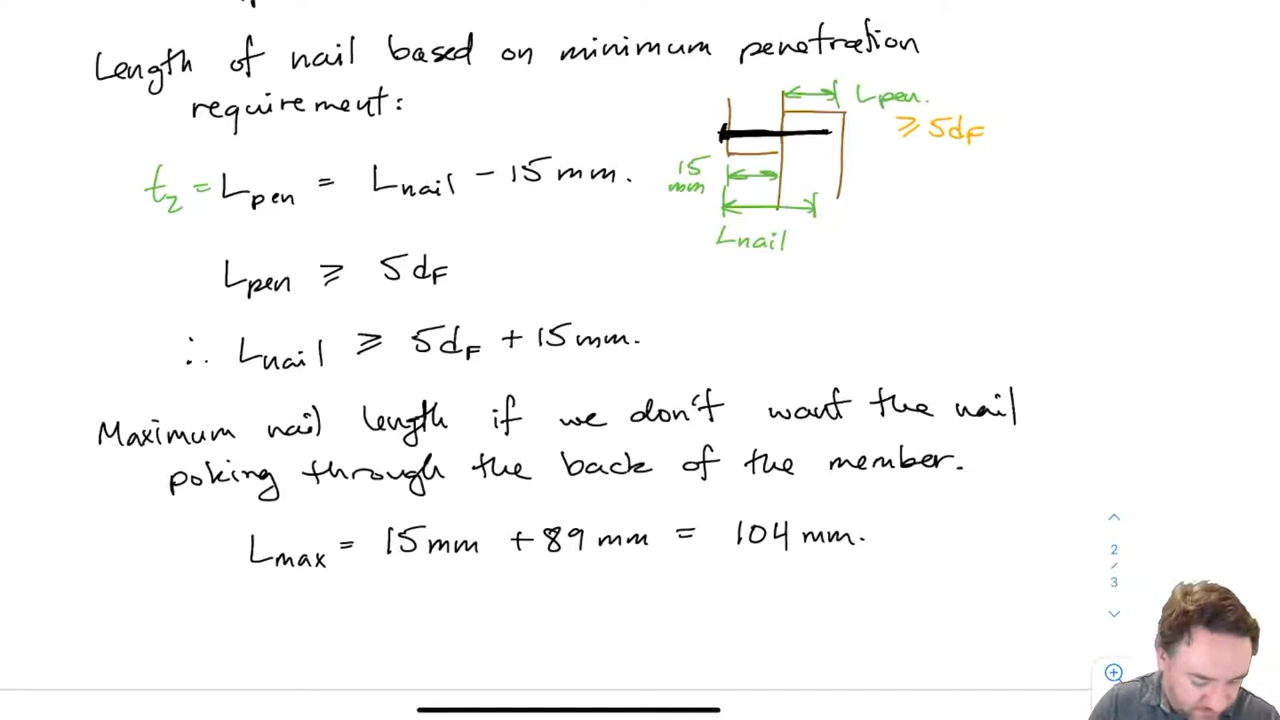 Length of nail based on minimum penetration
requirement:
Lpen.
≥ 5dF
t2 = Lpen = Lnail - 15 mm.
15
mm
Lnail
Lpen ≥ 5dF
∴ Lnail ≥ 5dF + 15 mm.
Maximum nail length if we don't want the nail
poking through the back of the member.
Lmax = 15 mm + 89 mm = 104 mm.
2
/
3